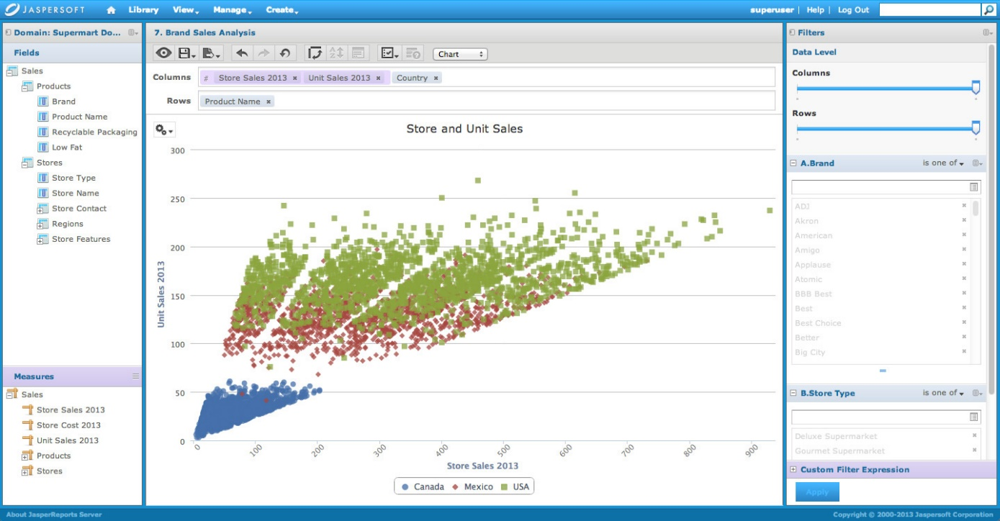 JASPERSOFT Library View Manage Create superuser | Help | Log Out
Domain: Supermart Do...
Fields
Sales
Products
Brand
Product Name
Recyclable Packaging
Low Fat
Stores
Store Type
Store Name
Store Contact
Regions
Store Features
Measures
Sales
Store Sales 2013
Store Cost 2013
Unit Sales 2013
Products
Stores
7. Brand Sales Analysis
Chart
Columns # Store Sales 2013 × Unit Sales 2013 × Country ×
Rows Product Name ×
Store and Unit Sales
300
250
200
150
100
50
0
Unit Sales 2013
0 100 200 300 400 500 600 700 800 900
Store Sales 2013
Canada Mexico USA
Filters
Data Level
Columns
Rows
A.Brand is one of
ADJ
Akron
American
Amigo
Applause
Atomic
BBB Best
Best
Best Choice
Better
Big City
B.Store Type is one of
Deluxe Supermarket
Gourmet Supermarket
Custom Filter Expression
Apply
About JasperReports Server Copyright © 2000-2013 Jaspersoft Corporation